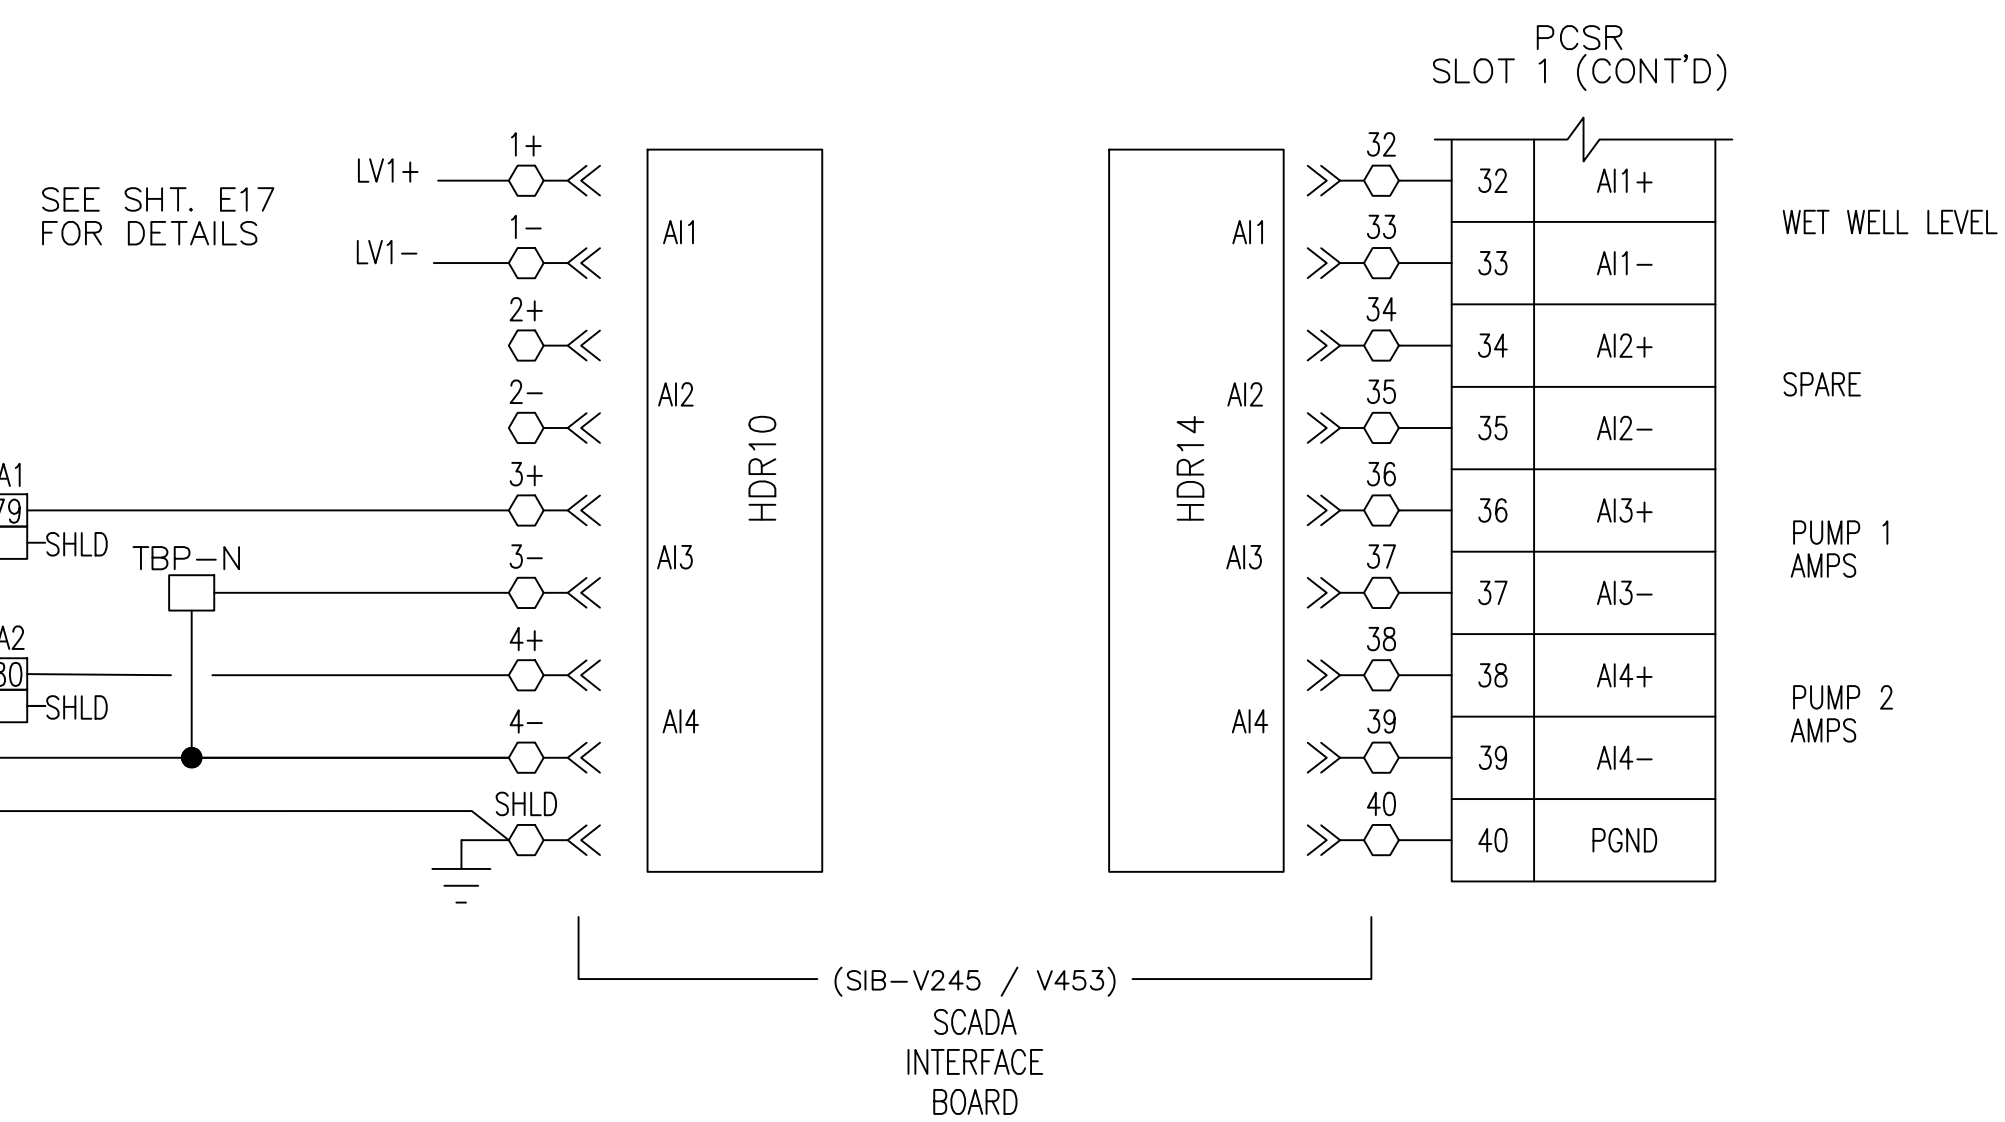 PCSR
SLOT 1 (CONT'D)
SEE SHT. E17
FOR DETAILS
LV1+
LV1-
1+
1-
2+
2-
3+
3-
4+
4-
SHLD
A1
79
SHLD
TBP-N
A2
80
SHLD
AI1
AI2
AI3
AI4
HDR10
AI1
AI2
AI3
AI4
HDR14
32
33
34
35
36
37
38
39
40
32 AI1+
33 AI1-
34 AI2+
35 AI2-
36 AI3+
37 AI3-
38 AI4+
39 AI4-
40 PGND
WET WELL LEVEL
SPARE
PUMP 1
AMPS
PUMP 2
AMPS
(SIB-V245 / V453)
SCADA
INTERFACE
BOARD